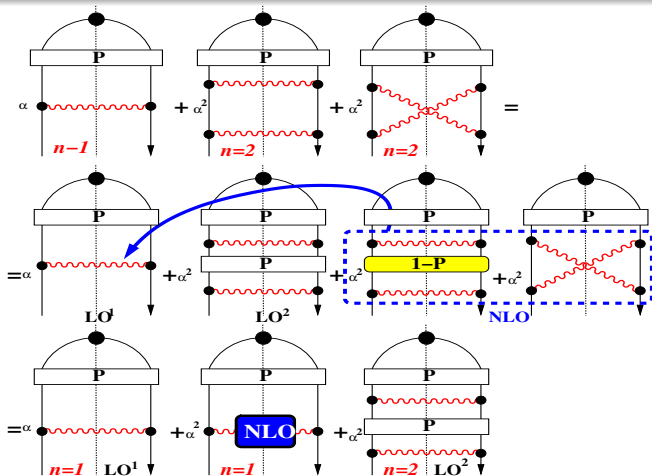 P P P
α + α² + α² =
n-1 n=2 n=2
P P P
P 1-P
=α +α² +α² +α²
LO¹ LO² NLO
P P P
=α +α² NLO +α² P
n=1 LO¹ n=1 n=2 LO²